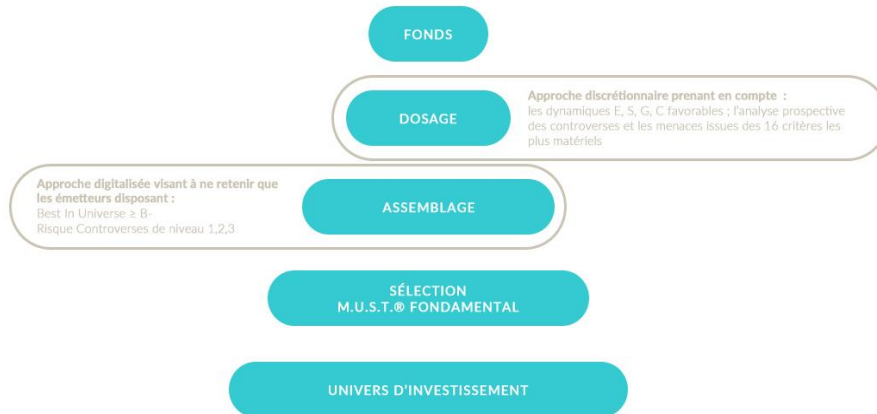 FONDS
DOSAGE
Approche discrétionnaire prenant en compte :
les dynamiques E, S, G, C favorables ; l'analyse prospective
des controverses et les menaces issues des 16 critères les
plus matériels
Approche digitalisée visant à ne retenir que
les émetteurs disposant :
Best In Universe ≥ B-
Risque Controverses de niveau 1,2,3
ASSEMBLAGE
SÉLECTION
M.U.S.T.® FONDAMENTAL
UNIVERS D'INVESTISSEMENT